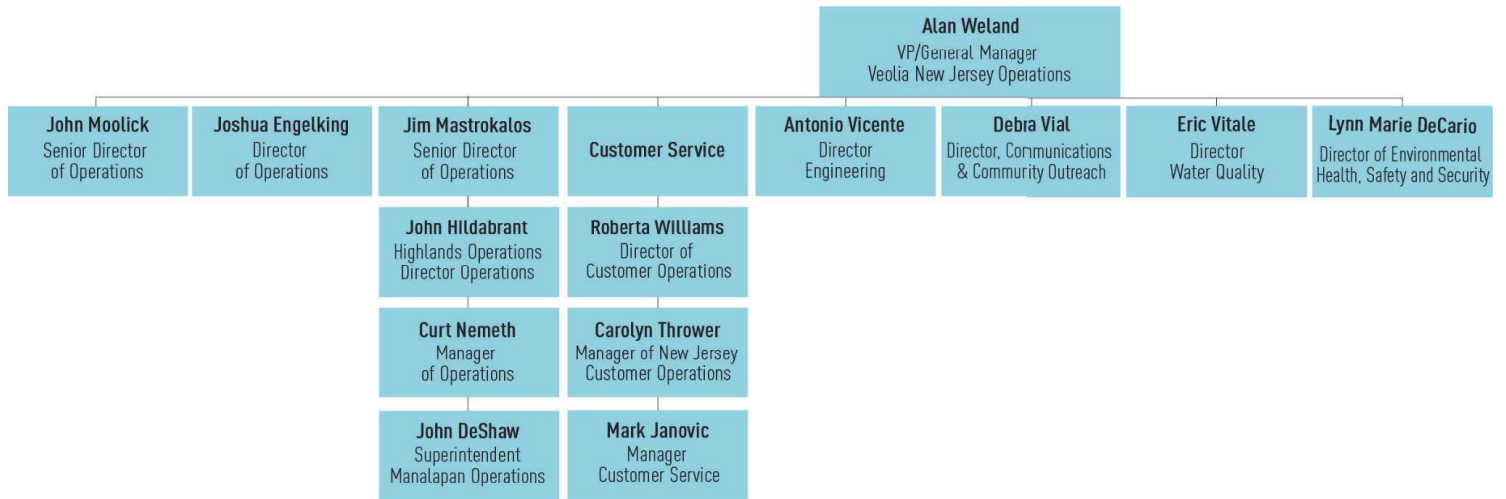 Alan Weland
VP/General Manager
Veolia New Jersey Operations
John Moolick
Senior Director
of Operations
Joshua Engelking
Director
of Operations
Jim Mastrokalos
Senior Director
of Operations
Customer Service
Antonio Vicente
Director
Engineering
Debra Vial
Director, Communications
& Community Outreach
Eric Vitale
Director
Water Quality
Lynn Marie DeCario
Director of Environmental
Health, Safety and Security
John Hildabrant
Highlands Operations
Director Operations
Roberta Williams
Director of
Customer Operations
Curt Nemeth
Manager
of Operations
Carolyn Thrower
Manager of New Jersey
Customer Operations
John DeShaw
Superintendent
Manalapan Operations
Mark Janovic
Manager
Customer Service